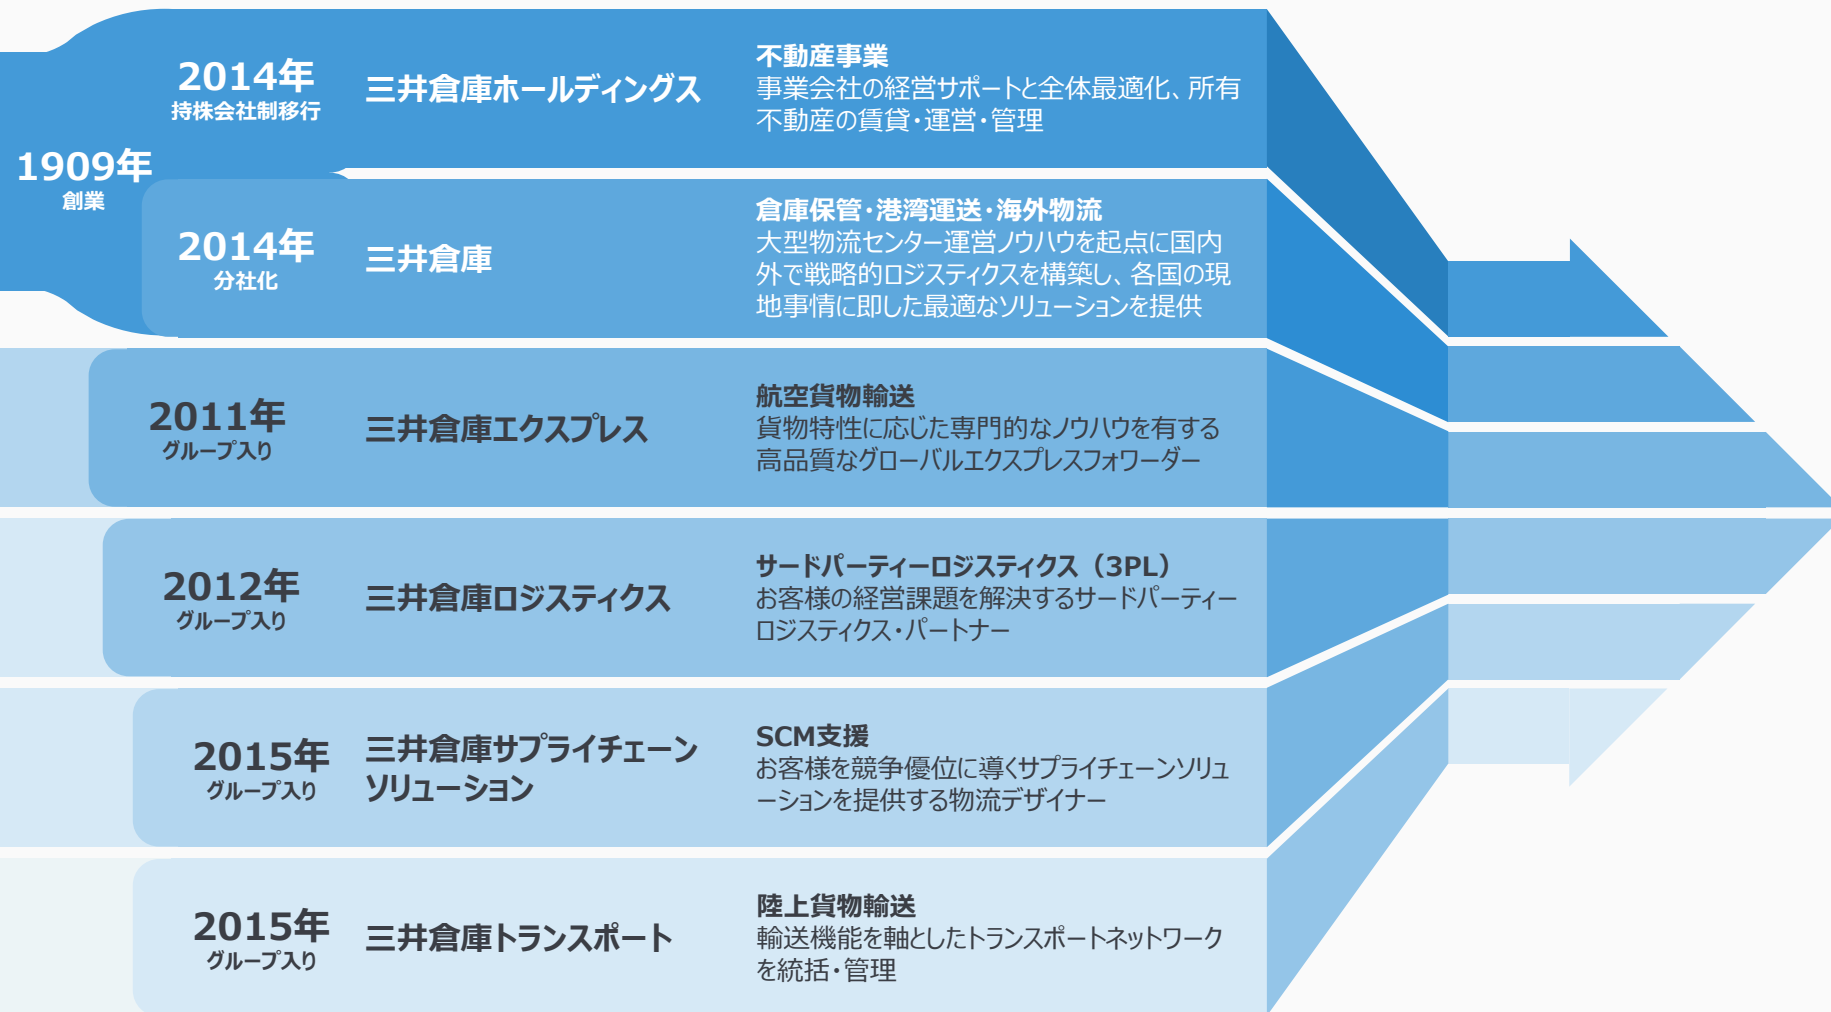 1909年
創業
2014年
持株会社制移行
三井倉庫ホールディングス
不動産事業
事業会社の経営サポートと全体最適化、所有
不動産の賃貸・運営・管理
2014年
分社化
三井倉庫
倉庫保管・港湾運送・海外物流
大型物流センター運営ノウハウを起点に国内
外で戦略的ロジスティクスを構築し、各国の現
地事情に即した最適なソリューションを提供
2011年
グループ入り
三井倉庫エクスプレス
航空貨物輸送
貨物特性に応じた専門的なノウハウを有する
高品質なグローバルエクスプレスフォワーダー
2012年
グループ入り
三井倉庫ロジスティクス
サードパーティーロジスティクス（3PL）
お客様の経営課題を解決するサードパーティー
ロジスティクス・パートナー
2015年
グループ入り
三井倉庫サプライチェーン
ソリューション
SCM支援
お客様を競争優位に導くサプライチェーンソリュ
ーションを提供する物流デザイナー
2015年
グループ入り
三井倉庫トランスポート
陸上貨物輸送
輸送機能を軸としたトランスポートネットワーク
を統括・管理